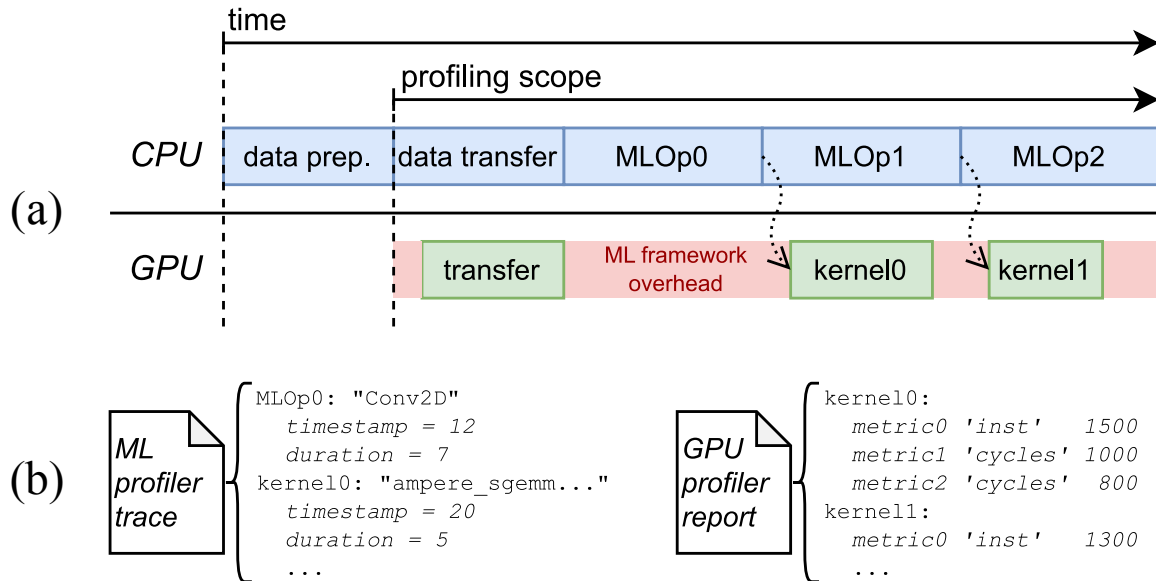 time
profiling scope
CPU
data prep.
data transfer
MLOp0
MLOp1
MLOp2
(a)
GPU
transfer
ML framework
overhead
kernel0
kernel1
(b)
ML
profiler
trace
MLOp0: "Conv2D"
timestamp = 12
duration = 7
kernel0: "ampere_sgemm..."
timestamp = 20
duration = 5
...
GPU
profiler
report
kernel0:
metric0 'inst' 1500
metric1 'cycles' 1000
metric2 'cycles' 800
kernel1:
metric0 'inst' 1300
...